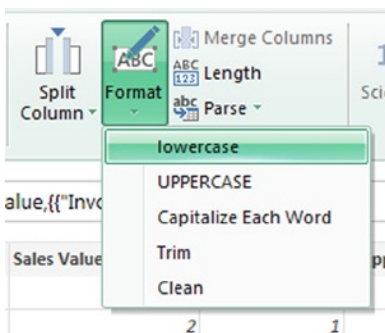 Merge Columns
ABC
ABC
123
Length
Split
Column
Format
abc
Parse
lowercase
UPPERCASE
Capitalize Each Word
Trim
Clean
alue,{{"Invo
Sales Value
2
1